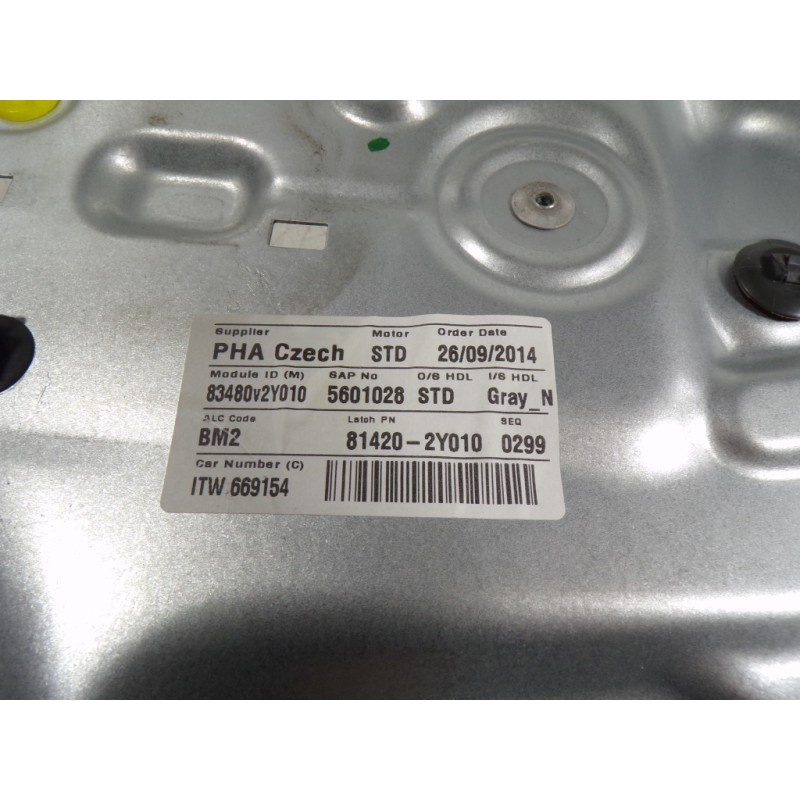 Supplier Motor Order Date
PHA Czech STD 26/09/2014
Module ID (M) SAP No O/S HDL I/S HDL
83480v2Y010 5601028 STD Gray_N
ALC Code Latch PN SEQ
BM2 81420-2Y010 0299
Car Number (C)
ITW 669154